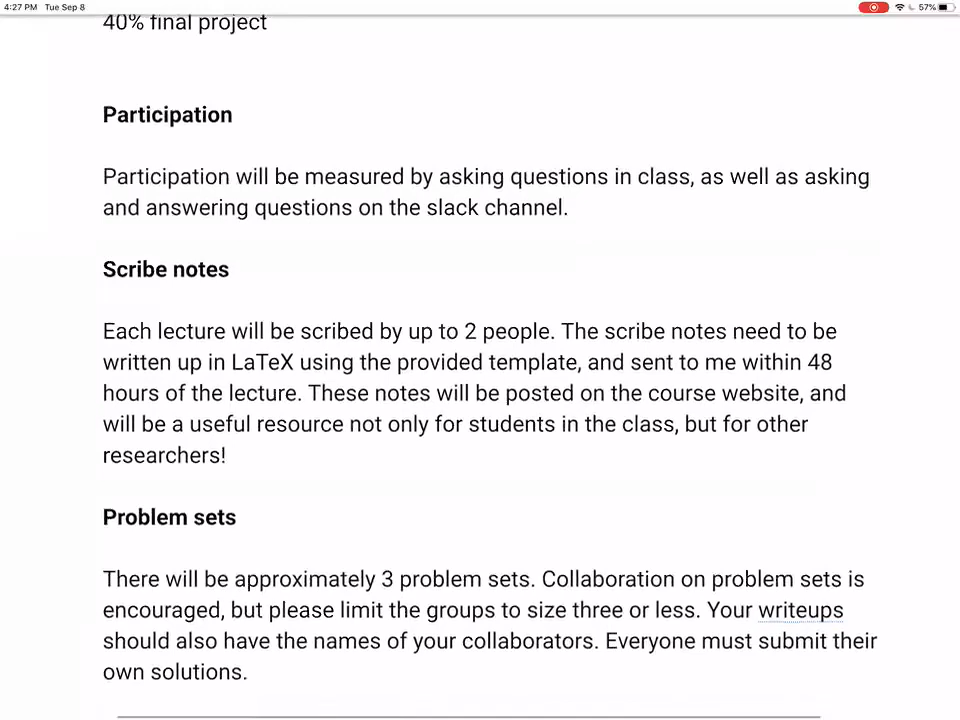 4:27 PM Tue Sep 8
57%
40% final project
Participation
Participation will be measured by asking questions in class, as well as asking
and answering questions on the slack channel.
Scribe notes
Each lecture will be scribed by up to 2 people. The scribe notes need to be
written up in LaTeX using the provided template, and sent to me within 48
hours of the lecture. These notes will be posted on the course website, and
will be a useful resource not only for students in the class, but for other
researchers!
Problem sets
There will be approximately 3 problem sets. Collaboration on problem sets is
encouraged, but please limit the groups to size three or less. Your writeups
should also have the names of your collaborators. Everyone must submit their
own solutions.